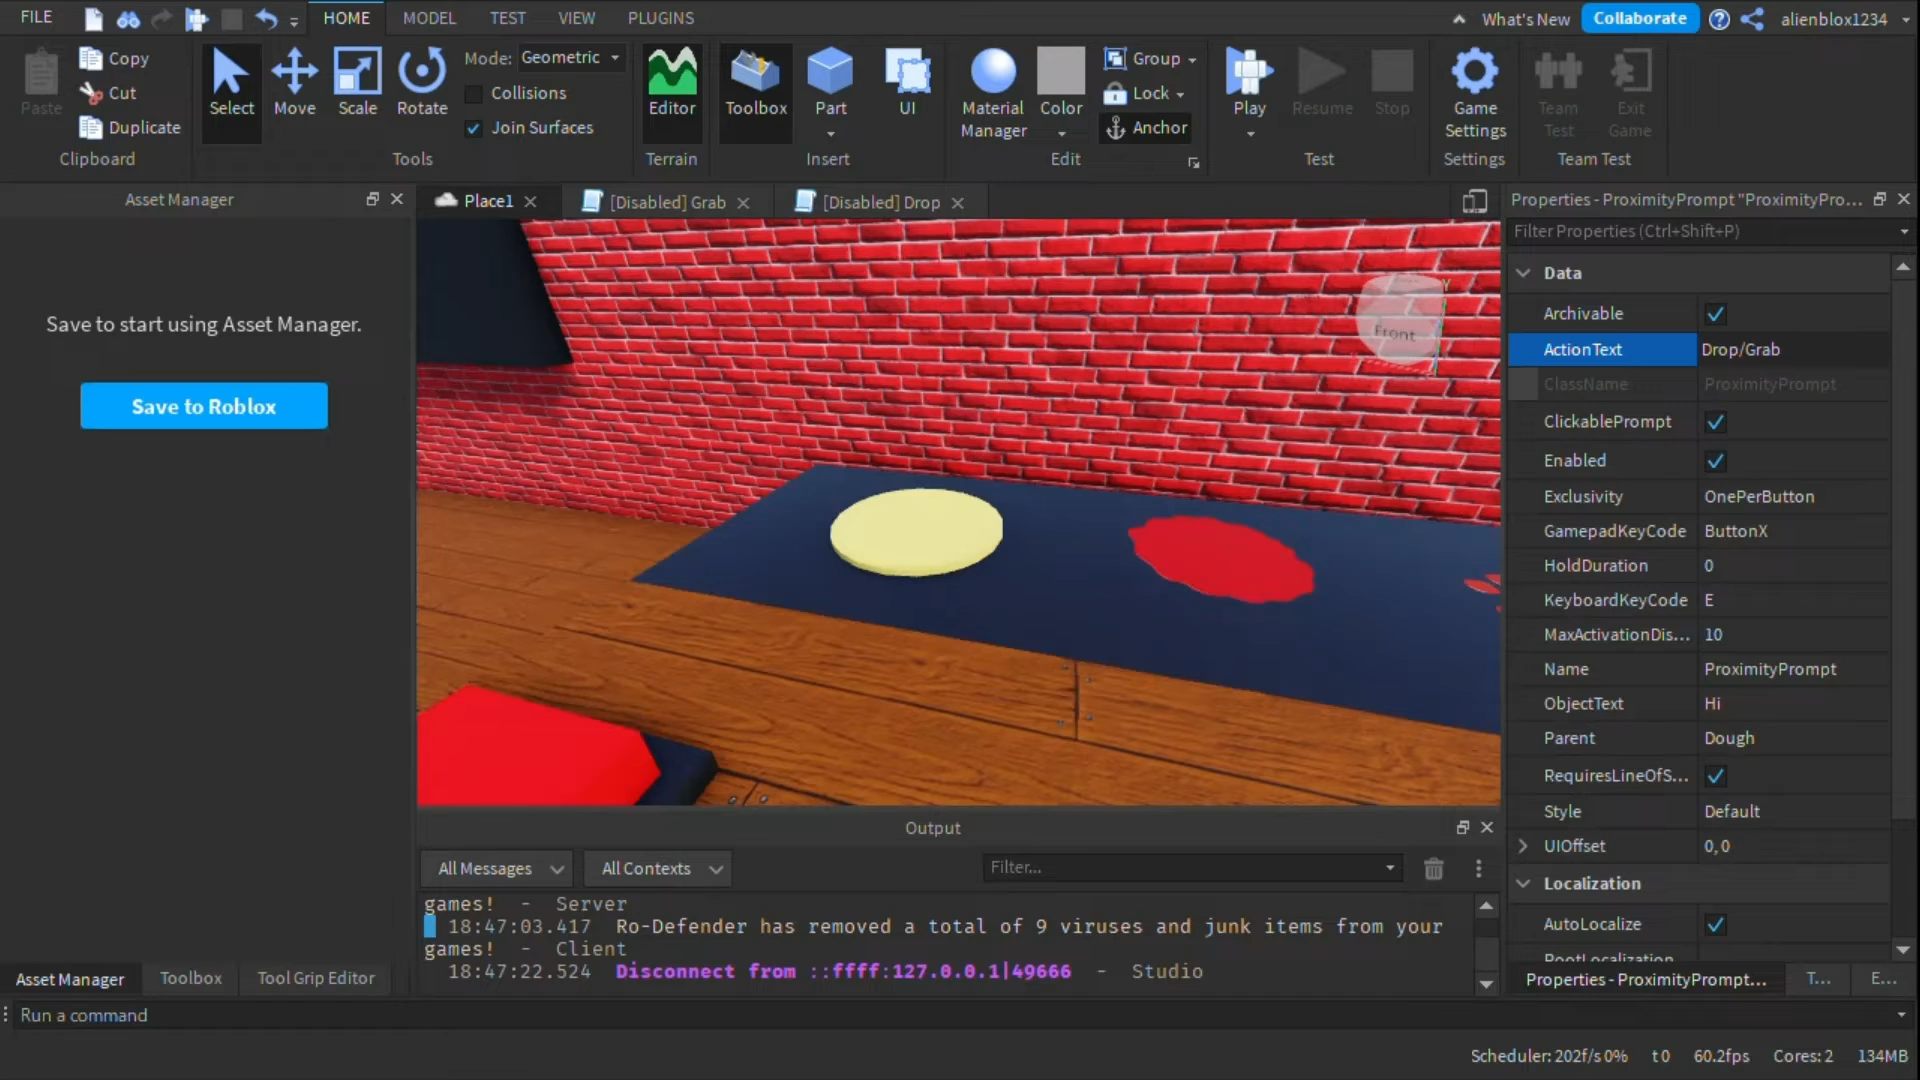 FILE
HOME
MODEL
TEST
VIEW
PLUGINS
What's New
Collaborate
alienblox1234
Paste
Copy
Cut
Duplicate
Clipboard
Select
Move
Scale
Rotate
Mode: Geometric
Collisions
Join Surfaces
Tools
Editor
Terrain
Toolbox
Part
UI
Insert
Material
Manager
Color
Group
Lock
Anchor
Edit
Play
Resume
Stop
Test
Game
Settings
Settings
Team
Test
Exit
Game
Team Test
Asset Manager
Save to start using Asset Manager.
Save to Roblox
Place1
[Disabled] Grab
[Disabled] Drop
Front
Y
Output
All Messages
All Contexts
Filter...
games! - Server
18:47:03.417 Ro-Defender has removed a total of 9 viruses and junk items from your
games! - Client
18:47:22.524 Disconnect from ::ffff:127.0.0.1|49666 - Studio
Properties - ProximityPrompt "ProximityPro...
Filter Properties (Ctrl+Shift+P)
Data
Archivable
ActionText Drop/Grab
ClassName ProximityPrompt
ClickablePrompt
Enabled
Exclusivity OnePerButton
GamepadKeyCode ButtonX
HoldDuration 0
KeyboardKeyCode E
MaxActivationDis... 10
Name ProximityPrompt
ObjectText Hi
Parent Dough
RequiresLineOfS...
Style Default
UIOffset 0,0
Localization
AutoLocalize
RootLocalization
Asset Manager
Toolbox
Tool Grip Editor
Properties - ProximityPrompt...
T...
E...
Run a command
Scheduler: 202f/s 0% t 0 60.2fps Cores: 2 134MB